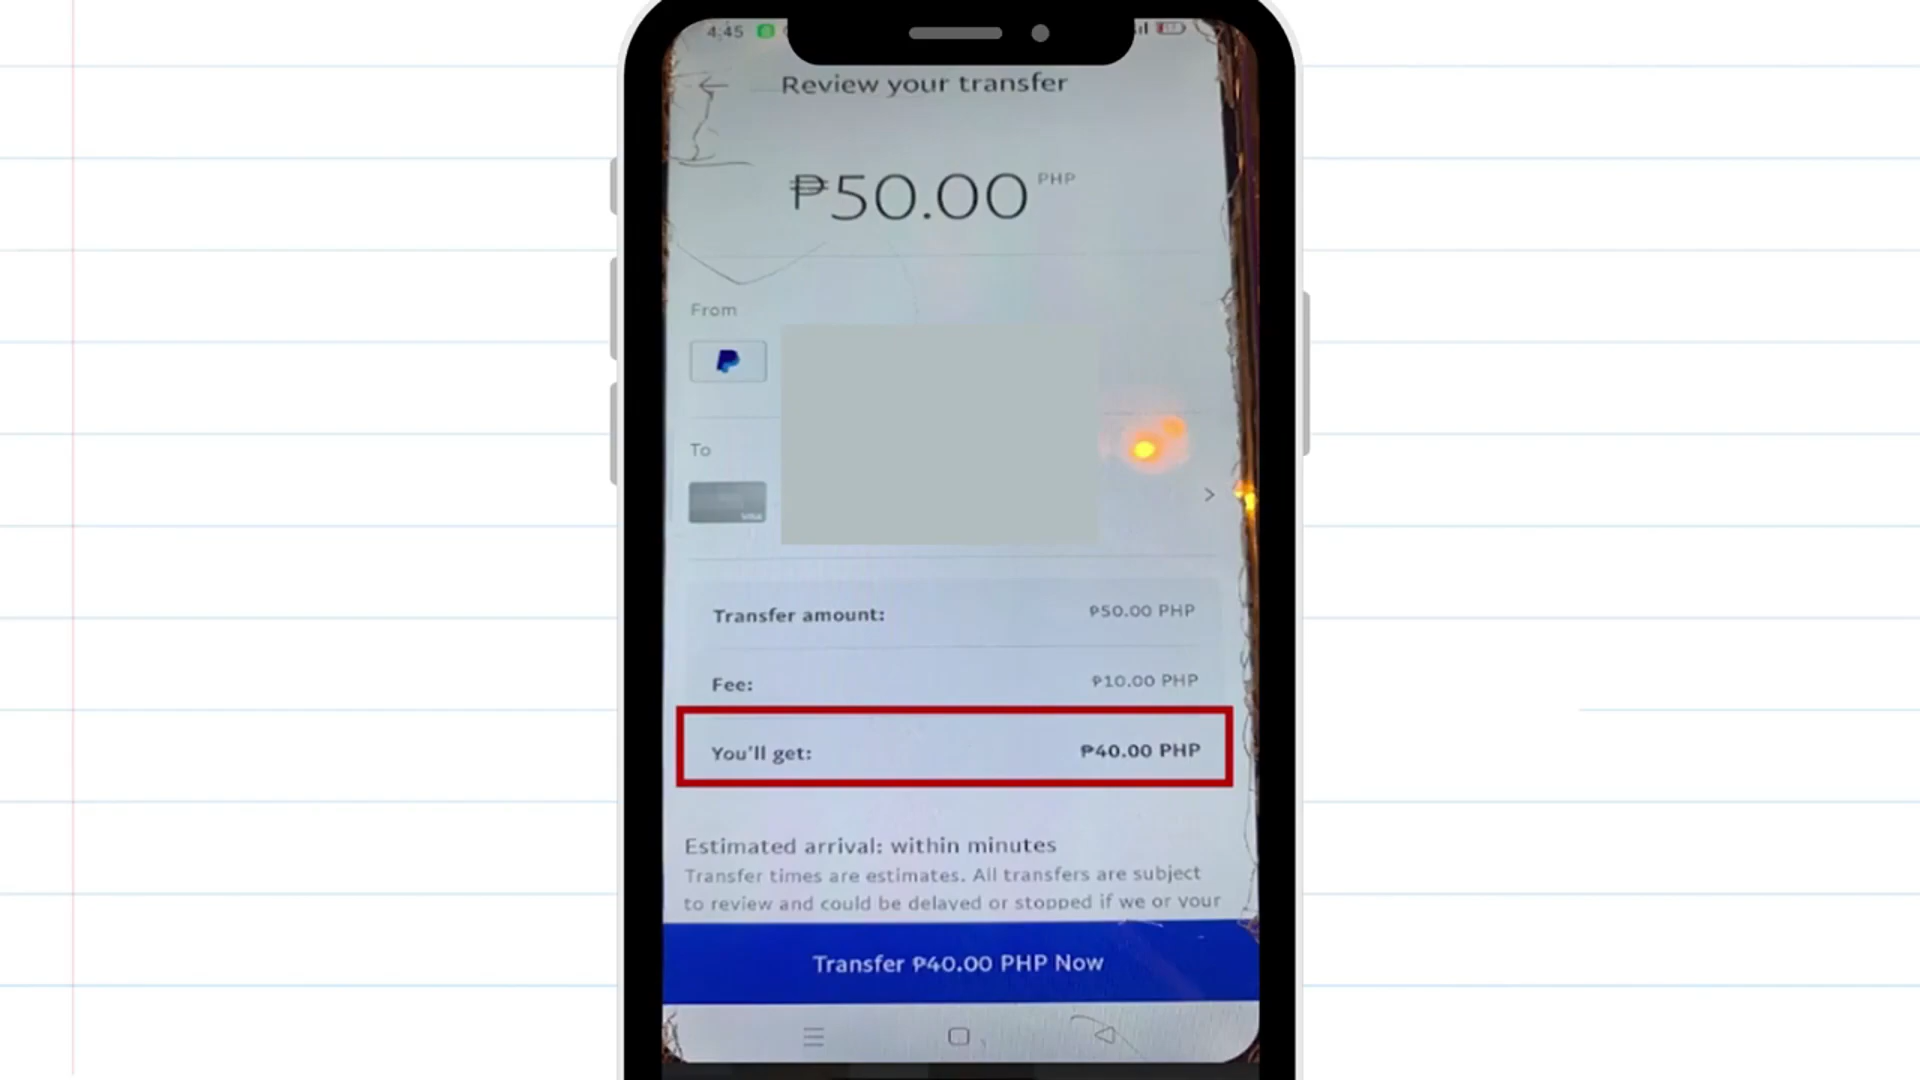 4:45
Review your transfer
₱50.00 PHP
From
To
VISA
Transfer amount: ₱50.00 PHP
Fee: ₱10.00 PHP
You'll get: ₱40.00 PHP
Estimated arrival: within minutes
Transfer times are estimates. All transfers are subject
to review and could be delayed or stopped if we or your
Transfer ₱40.00 PHP Now